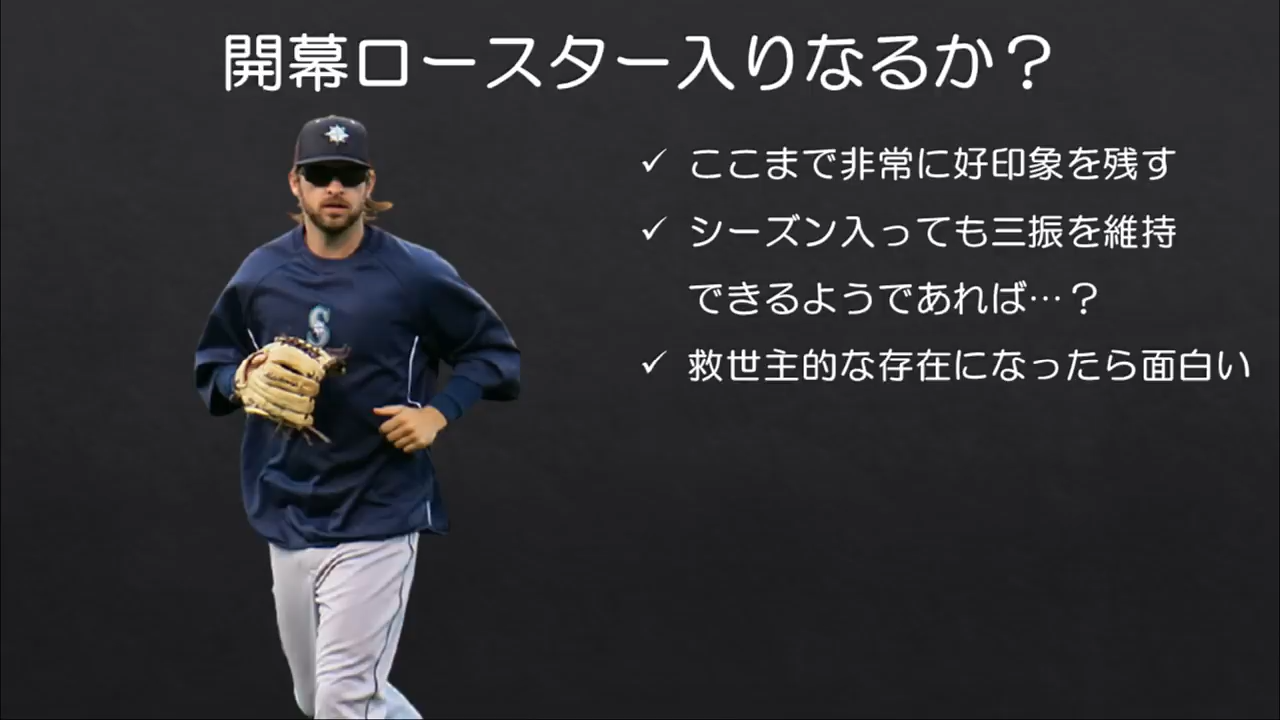 開幕ロースター入りなるか？
✓ ここまで非常に好印象を残す
✓ シーズン入っても三振を維持
できるようであれば…？
✓ 救世主的な存在になったら面白い
S